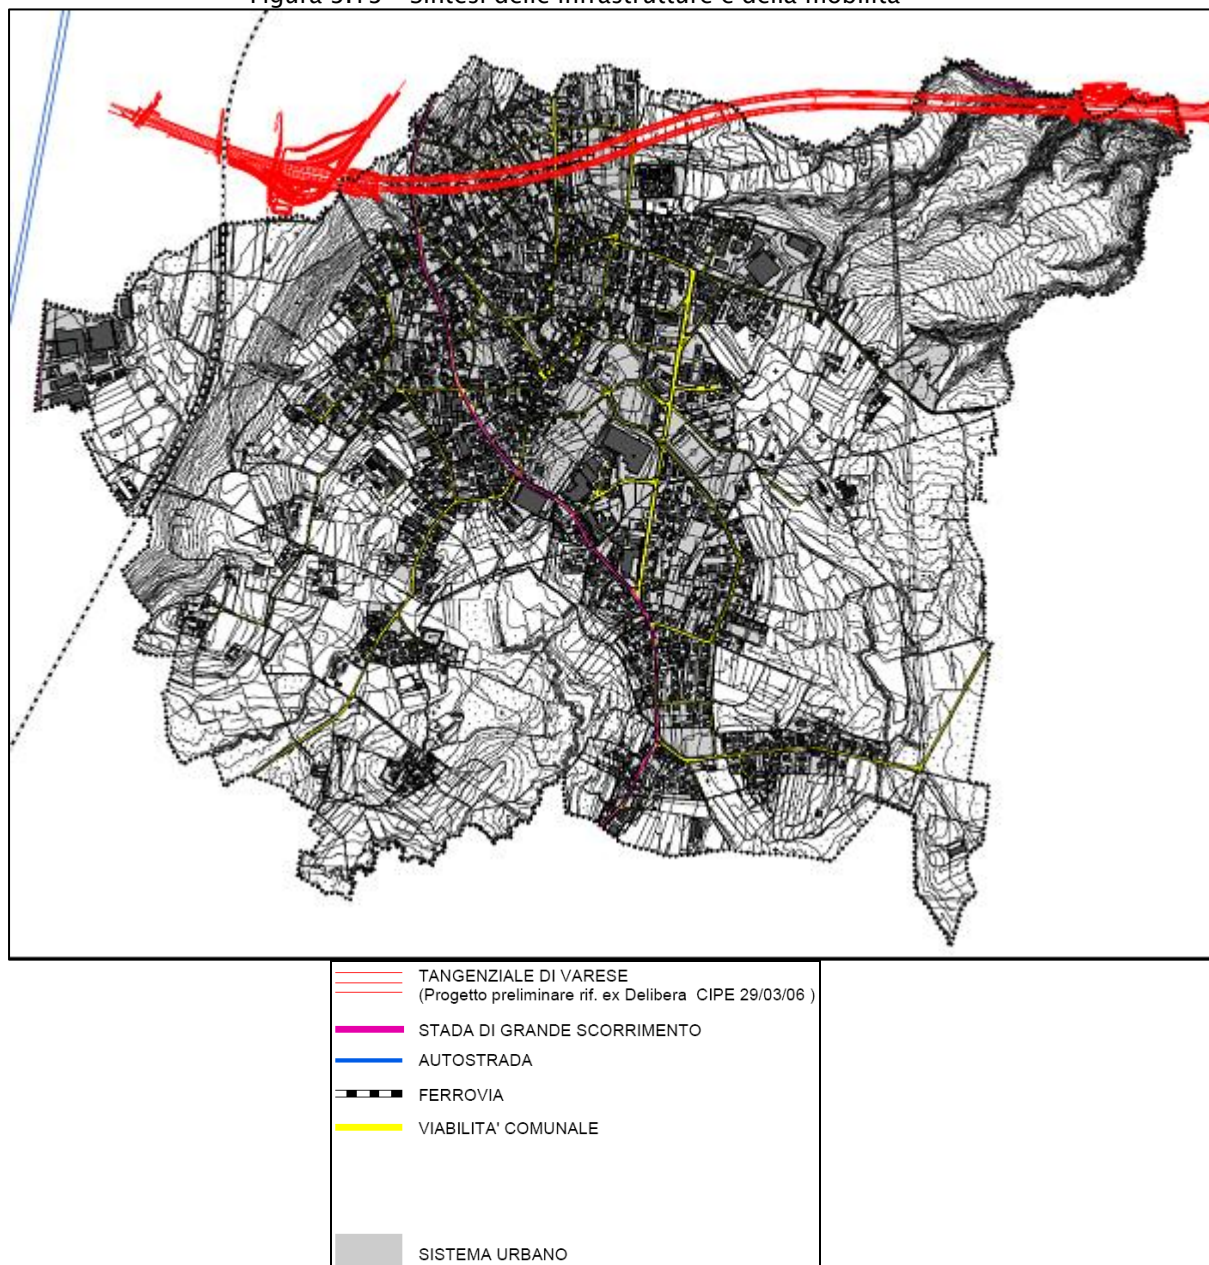 TANGENZIALE DI VARESE
(Progetto preliminare rif. ex Delibera CIPE 29/03/06 )
STADA DI GRANDE SCORRIMENTO
AUTOSTRADA
FERROVIA
VIABILITA' COMUNALE
SISTEMA URBANO